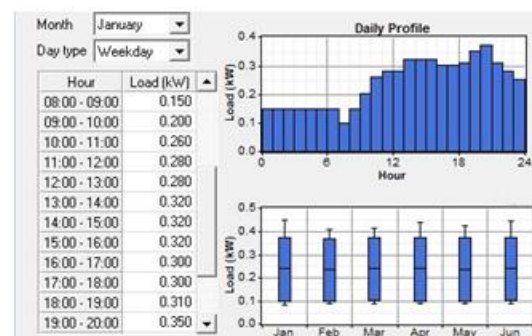 Month January
Day type Weekday
Hour Load (kW)
08:00 - 09:00 0.150
09:00 - 10:00 0.200
10:00 - 11:00 0.260
11:00 - 12:00 0.280
12:00 - 13:00 0.280
13:00 - 14:00 0.320
14:00 - 15:00 0.320
15:00 - 16:00 0.320
16:00 - 17:00 0.300
17:00 - 18:00 0.300
18:00 - 19:00 0.310
19:00 - 20:00 0.350
Daily Profile
Load (kW)
0.4
0.3
0.2
0.1
0.0
0 6 12 18 24
Hour
Load (kW)
0.5
0.4
0.3
0.2
0.1
0.0
Jan Feb Mar Apr May Jun